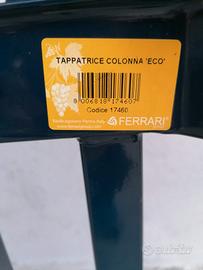 TAPPATRICE COLONNA 'ECO'
8 006818 174607
Codice 17460
FERRARI